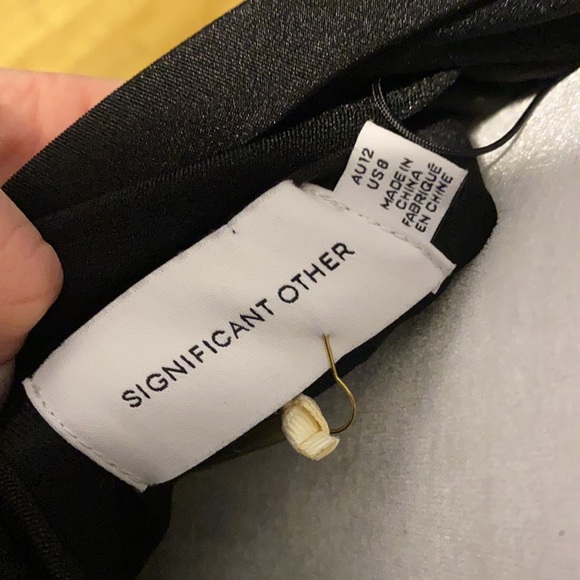 SIGNIFICANT OTHER
AU12
US8
MADE IN
CHINA
FABRIQUÉ
EN CHINE